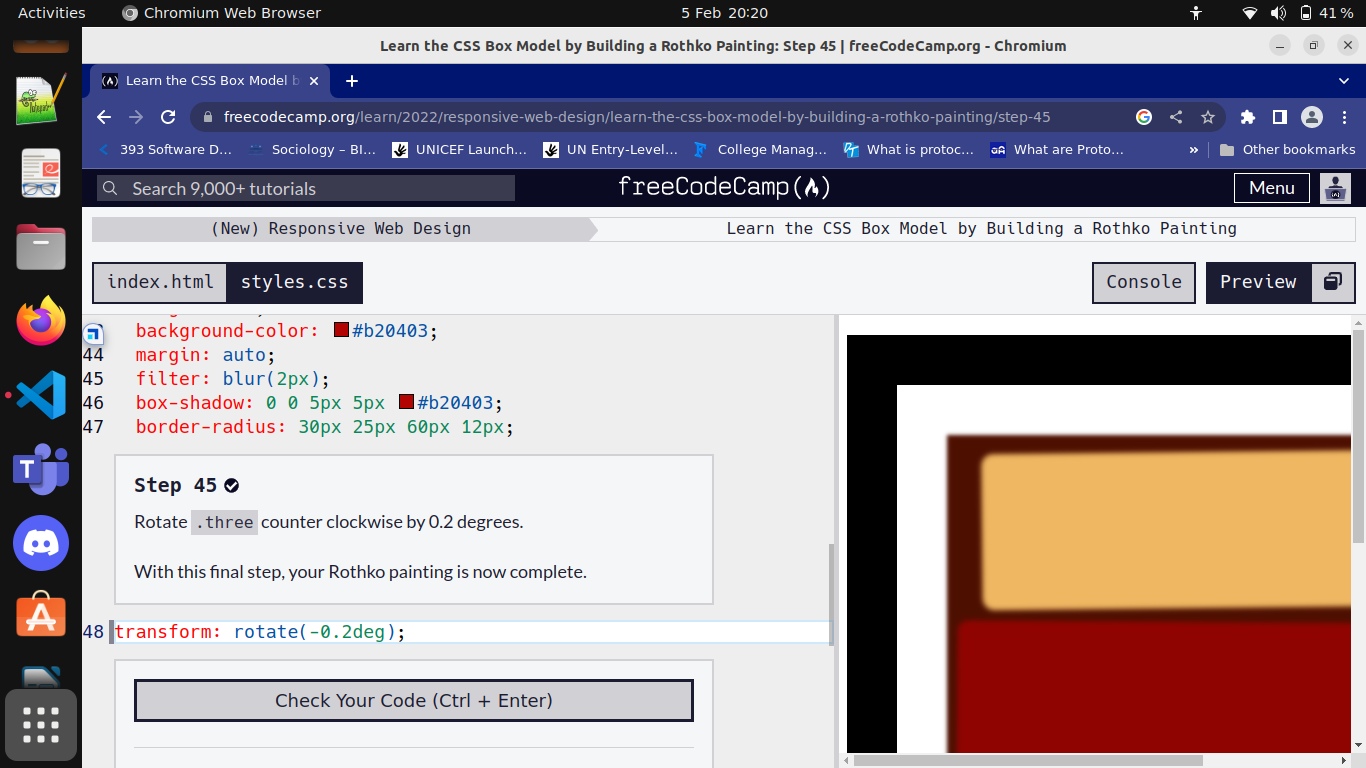 Activities
Chromium Web Browser
5 Feb 20:20
41 %
Learn the CSS Box Model by Building a Rothko Painting: Step 45 | freeCodeCamp.org - Chromium
Learn the CSS Box Model b
freecodecamp.org/learn/2022/responsive-web-design/learn-the-css-box-model-by-building-a-rothko-painting/step-45
393 Software D...
Sociology – BI...
UNICEF Launch...
UN Entry-Level...
College Manag...
What is protoc...
What are Proto...
»
Other bookmarks
Search 9,000+ tutorials
freeCodeCamp
Menu
(New) Responsive Web Design
Learn the CSS Box Model by Building a Rothko Painting
index.html
styles.css
Console
Preview
background-color: #b20403;
44 margin: auto;
45 filter: blur(2px);
46 box-shadow: 0 0 5px 5px #b20403;
47 border-radius: 30px 25px 60px 12px;
Step 45
Rotate .three counter clockwise by 0.2 degrees.
With this final step, your Rothko painting is now complete.
48 transform: rotate(-0.2deg);
Check Your Code (Ctrl + Enter)